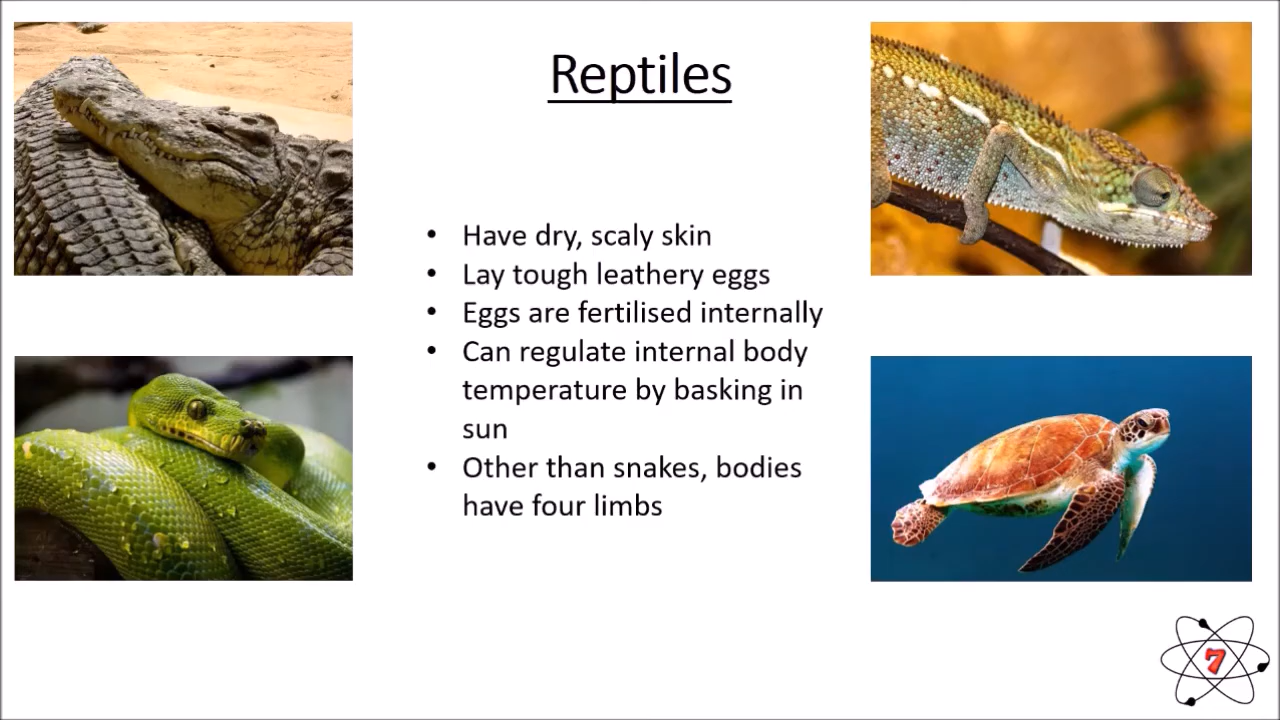 Reptiles
• Have dry, scaly skin
• Lay tough leathery eggs
• Eggs are fertilised internally
• Can regulate internal body
temperature by basking in
sun
• Other than snakes, bodies
have four limbs
7